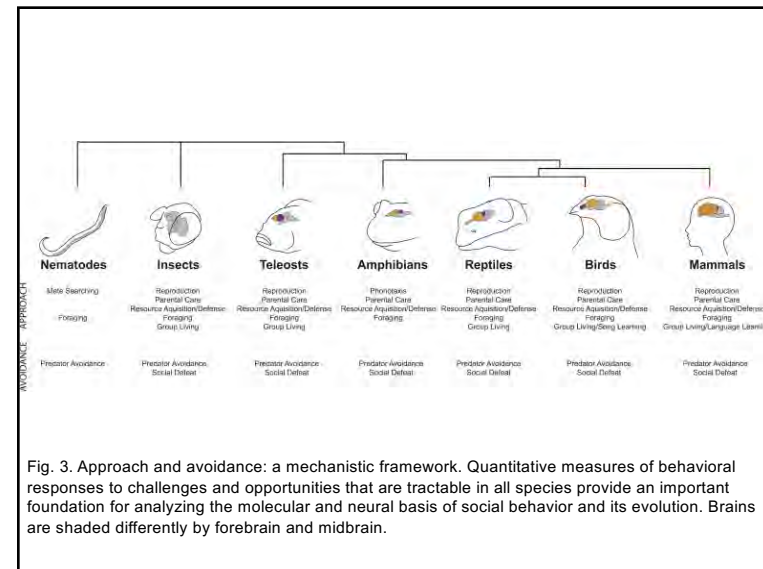 Nematodes Insects Teleosts Amphibians Reptiles Birds Mammals
APPROACH
Mate Searching Reproduction Reproduction Phonotaxis Reproduction Reproduction Reproduction
Parental Care Parental Care Parental Care Parental Care Parental Care Parental Care
Resource Aquisition/Defense Resource Aquisition/Defense Resource Aquisition/Defense Resource Aquisition/Defense Resource Aquisition/Defense Resource Aquisition/Defense
Foraging Foraging Foraging Foraging Foraging Foraging Foraging
Group Living Group Living Group Living Group Living/Song Learning Group Living/Language Learni
AVOIDANCE
Predator Avoidance Predator Avoidance Predator Avoidance Predator Avoidance Predator Avoidance Predator Avoidance Predator Avoidance
Social Defeat Social Defeat Social Defeat Social Defeat Social Defeat Social Defeat
Fig. 3. Approach and avoidance: a mechanistic framework. Quantitative measures of behavioral
responses to challenges and opportunities that are tractable in all species provide an important
foundation for analyzing the molecular and neural basis of social behavior and its evolution. Brains
are shaded differently by forebrain and midbrain.